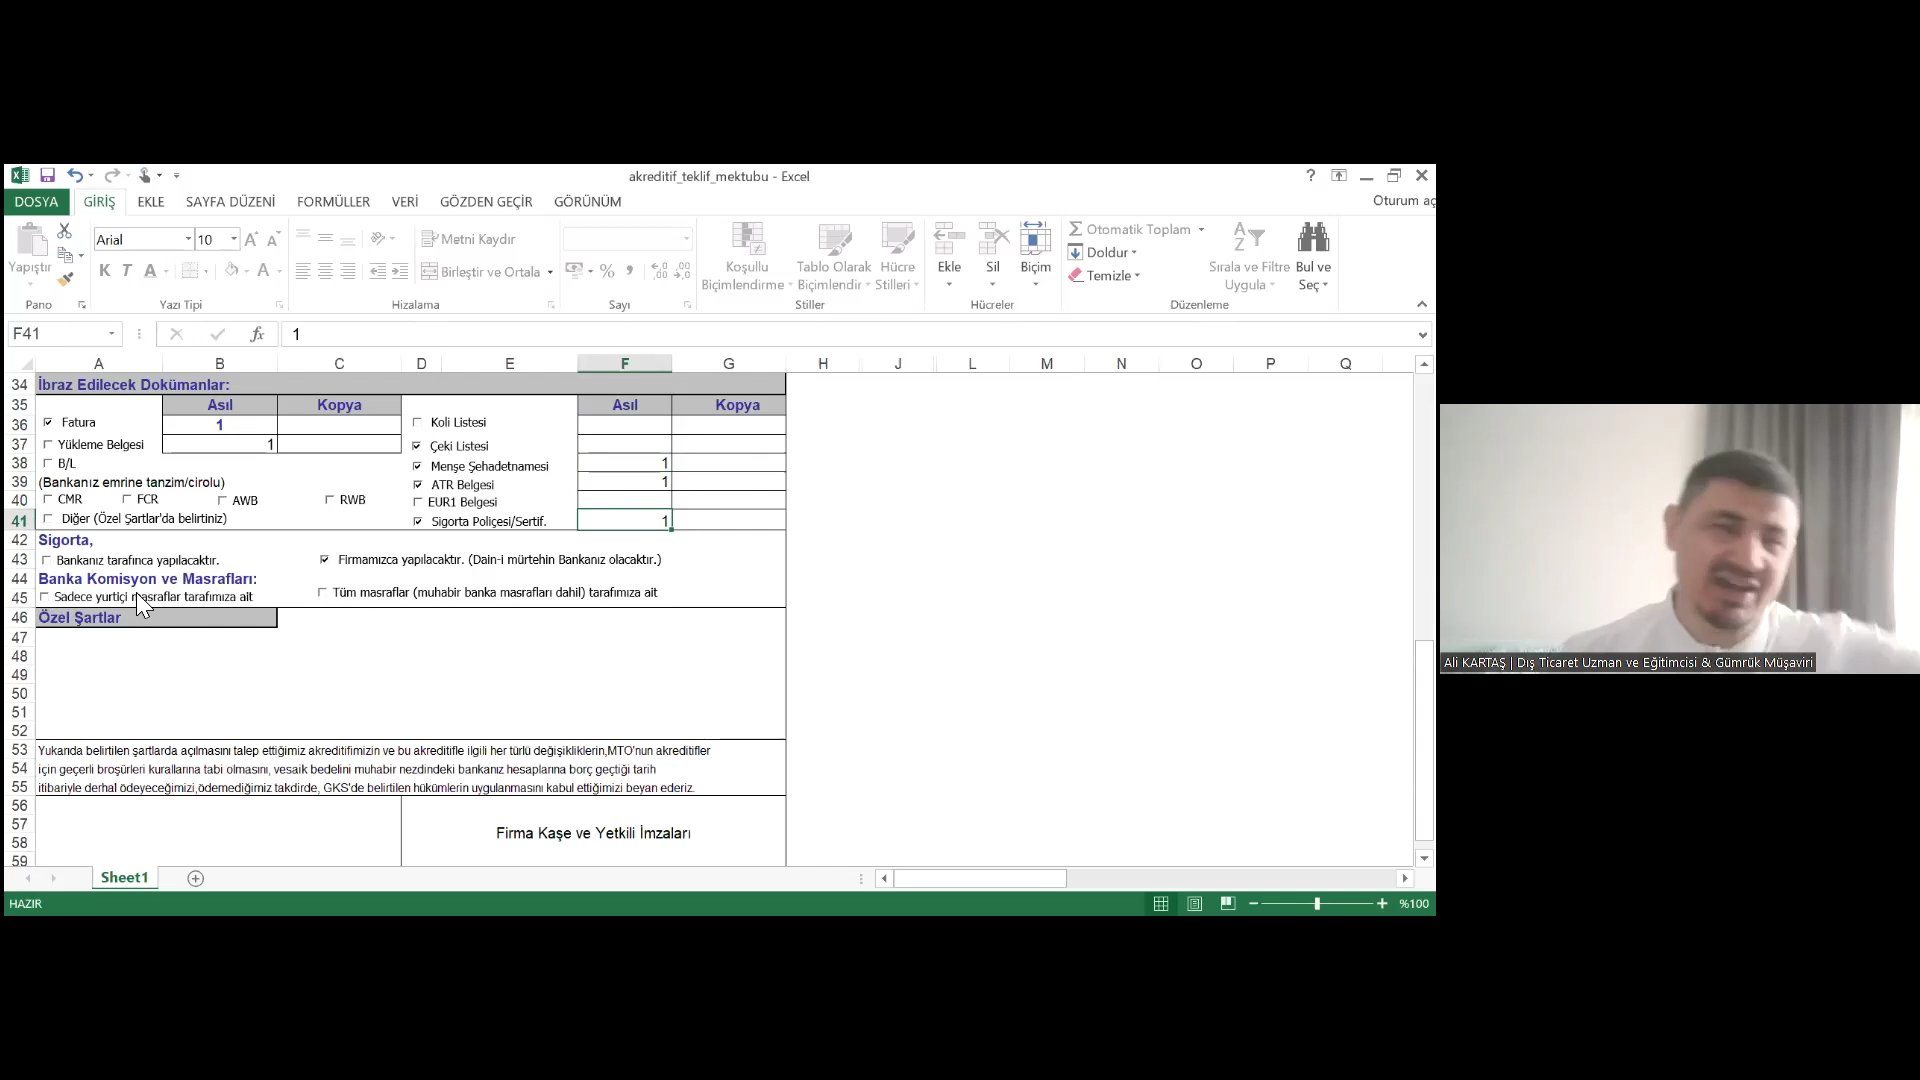 akreditif_teklif_mektubu - Excel
DOSYA GİRİŞ EKLE SAYFA DÜZENİ FORMÜLLER VERİ GÖZDEN GEÇİR GÖRÜNÜM
Oturum aç
Yapıştır
Pano
Arial 10
K T A
Yazı Tipi
Metni Kaydır
Birleştir ve Ortala
Hizalama
Sayı
Koşullu Biçimlendirme
Tablo Olarak Biçimlendir
Hücre Stilleri
Stiller
Ekle Sil Biçim
Hücreler
Otomatik Toplam
Doldur
Temizle
Sırala ve Filtre Uygula
Bul ve Seç
Düzenleme
F41 fx 1
A B C D E F G H J L M N O P Q
34 İbraz Edilecek Dokümanlar:
35 Asıl Kopya Asıl Kopya
36 Fatura 1 Koli Listesi
37 Yükleme Belgesi 1 Çeki Listesi
38 B/L Menşe Şehadetnamesi 1
39 (Bankanız emrine tanzim/cirolu) ATR Belgesi 1
40 CMR FCR AWB RWB EUR1 Belgesi
41 Diğer (Özel Şartlar'da belirtiniz) Sigorta Poliçesi/Sertif. 1
42 Sigorta,
43 Bankanız tarafınca yapılacaktır. Firmamızca yapılacaktır. (Dain-i mürtehin Bankanız olacaktır.)
44 Banka Komisyon ve Masrafları:
45 Sadece yurtiçi masraflar tarafımıza ait Tüm masraflar (muhabir banka masrafları dahil) tarafımıza ait
46 Özel Şartlar
47
48
49
50
51
52
53 Yukarıda belirtilen şartlarda açılmasını talep ettiğimiz akreditifimizin ve bu akreditifle ilgili her türlü değişikliklerin,MTO'nun akreditifler
54 için geçerli broşürleri kurallarına tabi olmasını, vesaik bedelini muhabir nezdindeki bankanız hesaplarına borç geçtiği tarih
55 itibariyle derhal ödeyeceğimizi,ödemediğimiz takdirde, GKS'de belirtilen hükümlerin uygulanmasını kabul ettiğimizi beyan ederiz.
56
57 Firma Kaşe ve Yetkili İmzaları
58
59
Sheet1
HAZIR
%100
Ali KARTAŞ | Dış Ticaret Uzman ve Eğitimcisi & Gümrük Müşaviri